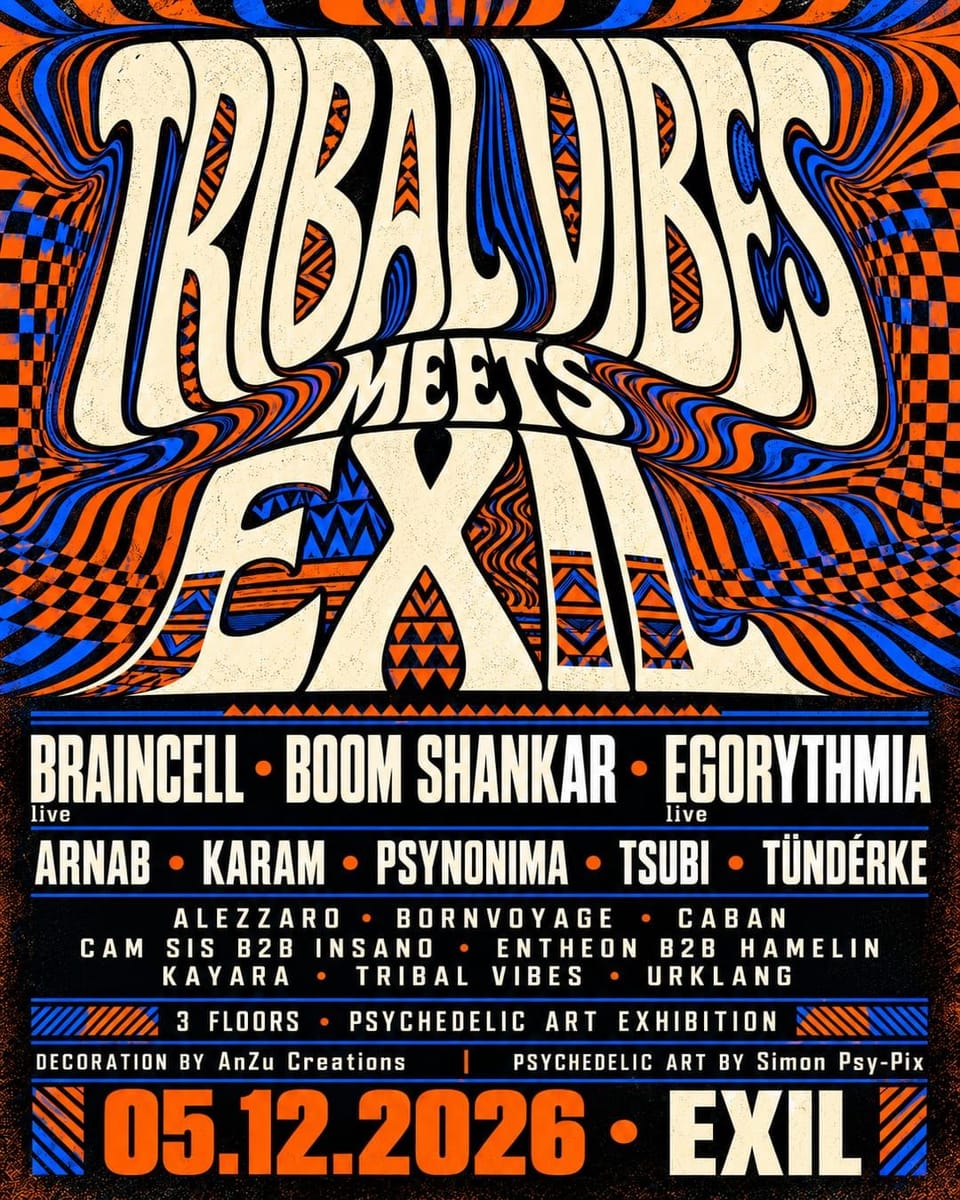 TRIBAL VIBES
MEETS
EXIL
BRAINCELL • BOOM SHANKAR • EGORYTHMIA
live live
ARNAB • KARAM • PSYNONIMA • TSUBI • TÜNDÉRKE
ALEZZARO • BORNVOYAGE • CABAN
CAM SIS B2B INSANO • ENTHEON B2B HAMELIN
KAYARA • TRIBAL VIBES • URKLANG
3 FLOORS • PSYCHEDELIC ART EXHIBITION
DECORATION BY AnZu Creations | PSYCHEDELIC ART BY Simon Psy-Pix
05.12.2026 • EXIL